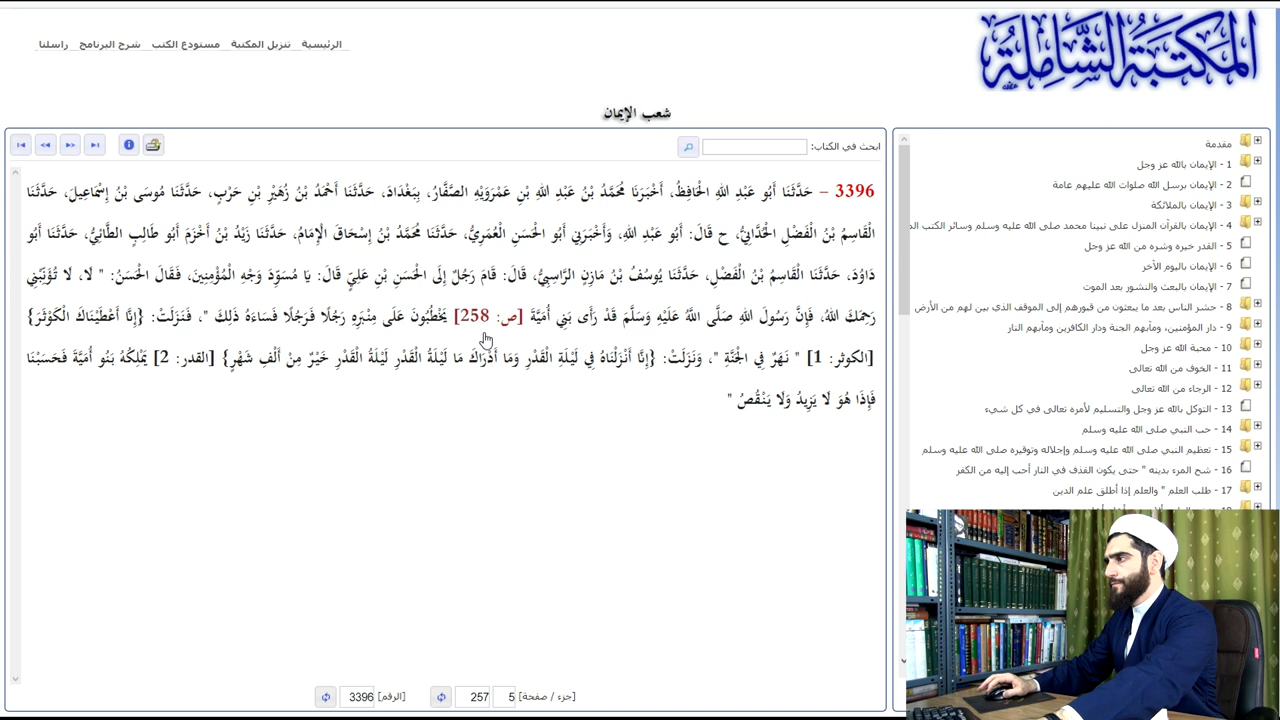 المكتبة الشاملة
الرئيسية
تنزيل المكتبة
مستودع الكتب
شرح البرنامج
راسلنا
شعب الإيمان
ابحث في الكتاب:
3396 – حَدَّثَنَا أَبُو عَبْدِ اللهِ الْحَافِظُ، أَخْبَرَنَا مُحَمَّدُ بْنُ عَبْدِ اللهِ بْنِ عَمْرَوَيْهِ الصَّفَّارُ، بِبَغْدَادَ، حَدَّثَنَا أَحْمَدُ بْنُ زُهَيْرِ بْنِ حَرْبٍ، حَدَّثَنَا مُوسَى بْنُ إِسْمَاعِيلَ، حَدَّثَنَا
الْقَاسِمُ بْنُ الْفَضْلِ الْحُدَّانِيُّ، ح قَالَ: أَبُو عَبْدِ اللهِ، وَأَخْبَرَنِي أَبُو الْحَسَنِ الْعُمَرِيُّ، حَدَّثَنَا مُحَمَّدُ بْنُ إِسْحَاقَ الْإِمَامُ، حَدَّثَنَا زَيْدُ بْنُ أَخْزَمَ أَبُو طَالِبٍ الطَّائِيُّ، حَدَّثَنَا أَبُو
دَاوُدَ، حَدَّثَنَا الْقَاسِمُ بْنُ الْفَضْلِ، حَدَّثَنَا يُوسُفُ بْنُ مَازِنٍ الرَّاسِبِيُّ، قَالَ: قَامَ رَجُلٌ إِلَى الْحَسَنِ بْنِ عَلِيٍّ قَالَ: يَا مُسَوِّدَ وَجْهِ الْمُؤْمِنِينَ، فَقَالَ الْحَسَنُ: " لَا، لَا تُؤَنِّبْنِي
رَحِمَكَ اللهُ، فَإِنَّ رَسُولَ اللهِ صَلَّى اللهُ عَلَيْهِ وَسَلَّمَ قَدْ رَأَى بَنِي أُمَيَّةَ [ص: 258] يَخْطُبُونَ عَلَى مِنْبَرِهِ رَجُلًا فَرَجُلًا فَسَاءَهُ ذَلِكَ "، فَنَزَلَتْ: {إِنَّا أَعْطَيْنَاكَ الْكَوْثَرَ}
[الكوثر: 1] " نَهَرٌ فِي الْجَنَّةِ "، وَنَزَلَتْ: {إِنَّا أَنْزَلْنَاهُ فِي لَيْلَةِ الْقَدْرِ وَمَا أَدْرَاكَ مَا لَيْلَةُ الْقَدْرِ لَيْلَةُ الْقَدْرِ خَيْرٌ مِنْ أَلْفِ شَهْرٍ} [القدر: 2] يَمْلِكُهُ بَنُو أُمَيَّةَ فَحَسَبْنَا
فَإِذَا هُوَ لَا يَزِيدُ وَلَا يَنْقُصُ "
[جزء / صفحة] 5 257
[الرقم] 3396
مقدمة
1 - الإيمان بالله عز وجل
2 - الإيمان برسل الله صلوات الله عليهم عامة
3 - الإيمان بالملائكة
4 - الإيمان بالقرآن المنزل على نبينا محمد صلى الله عليه وسلم وسائر الكتب
5 - القدر خيره وشره من الله عز وجل
6 - الإيمان باليوم الآخر
7 - الإيمان بالبعث والنشور بعد الموت
8 - حشر الناس بعد ما يبعثون من قبورهم إلى الموقف الذي بين لهم من الأرض
9 - دار المؤمنين، ومآبهم الجنة ودار الكافرين ومآبهم النار
10 - محبة الله عز وجل
11 - الخوف من الله تعالى
12 - الرجاء من الله تعالى
13 - التوكل بالله عز وجل والتسليم لأمره تعالى في كل شيء
14 - حب النبي صلى الله عليه وسلم
15 - تعظيم النبي صلى الله عليه وسلم وإجلاله وتوقيره صلى الله عليه وسلم
16 - شح المرء بدينه " حتى يكون القذف في النار أحب إليه من الكفر
17 - طلب العلم " والعلم إذا أطلق علم الدين